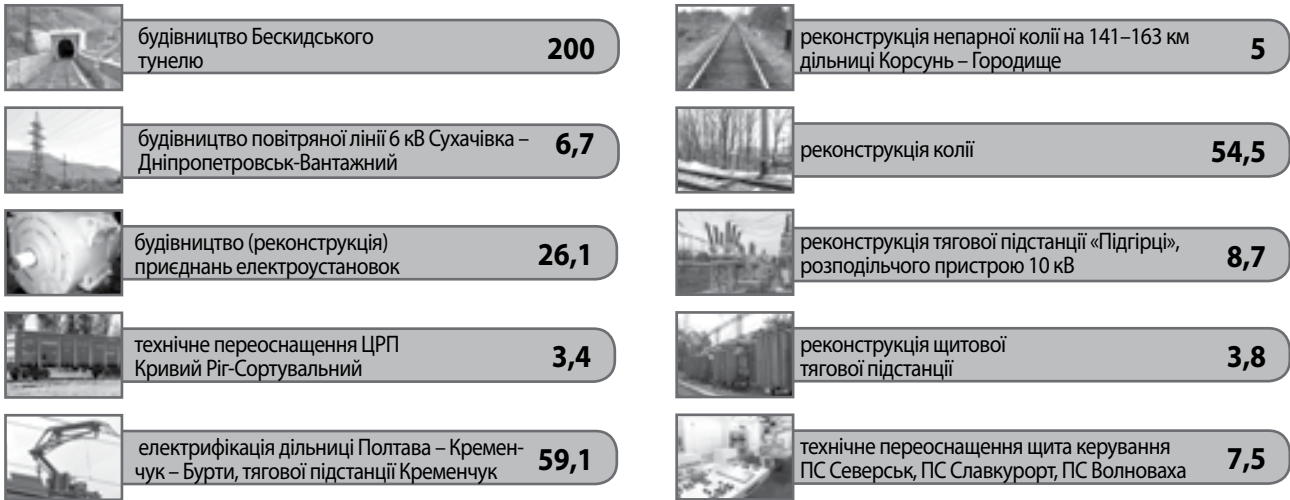 будівництво Бескидського
тунелю
200
будівництво повітряної лінії 6 кВ Сухачівка –
Дніпропетровськ-Вантажний
6,7
будівництво (реконструкція)
приєднань електроустановок
26,1
технічне переоснащення ЦРП
Кривий Ріг-Сортувальний
3,4
електрифікація дільниці Полтава – Кремен-
чук – Бурти, тягової підстанції Кременчук
59,1
реконструкція непарної колії на 141–163 км
дільниці Корсунь – Городище
5
реконструкція колії
54,5
реконструкція тягової підстанції «Підгірці»,
розподільчого пристрою 10 кВ
8,7
реконструкція щитової
тягової підстанції
3,8
технічне переоснащення щита керування
ПС Северськ, ПС Славкурорт, ПС Волноваха
7,5